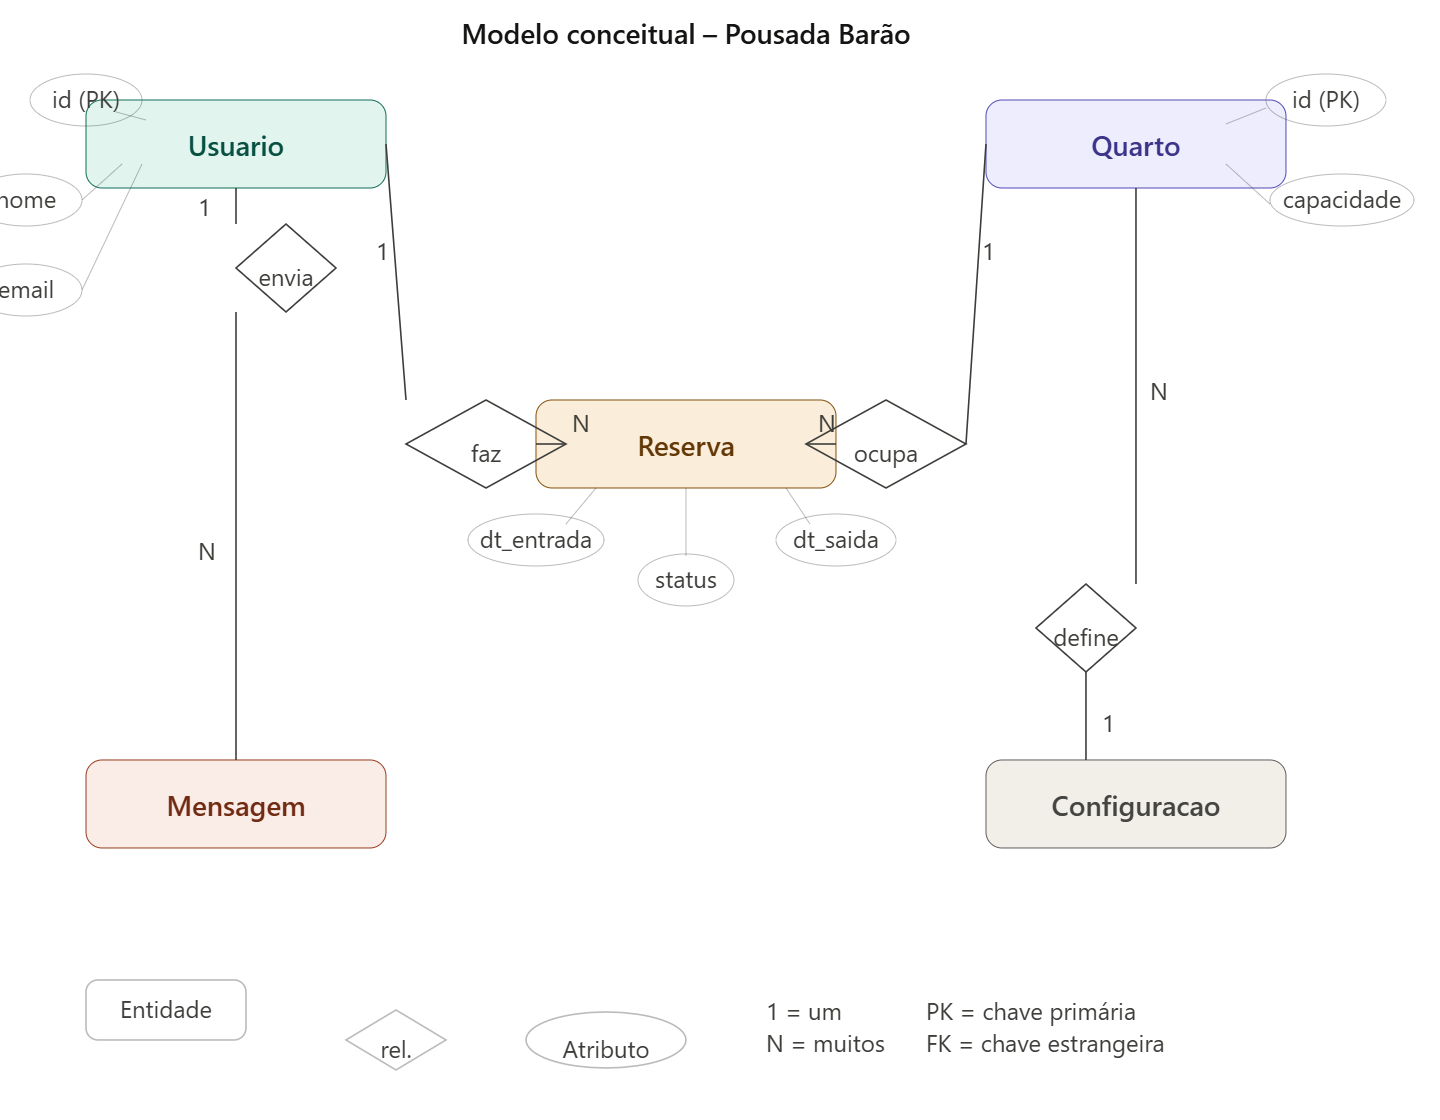 Modelo conceitual – Pousada Barão
id (PK)
Usuario
Quarto
id (PK)
nome
capacidade
1
email
envia
1
1
N
faz
N
Reserva
N
ocupa
dt_entrada
status
dt_saida
N
define
1
Mensagem
Configuracao
Entidade
rel.
Atributo
1 = um
N = muitos
PK = chave primária
FK = chave estrangeira